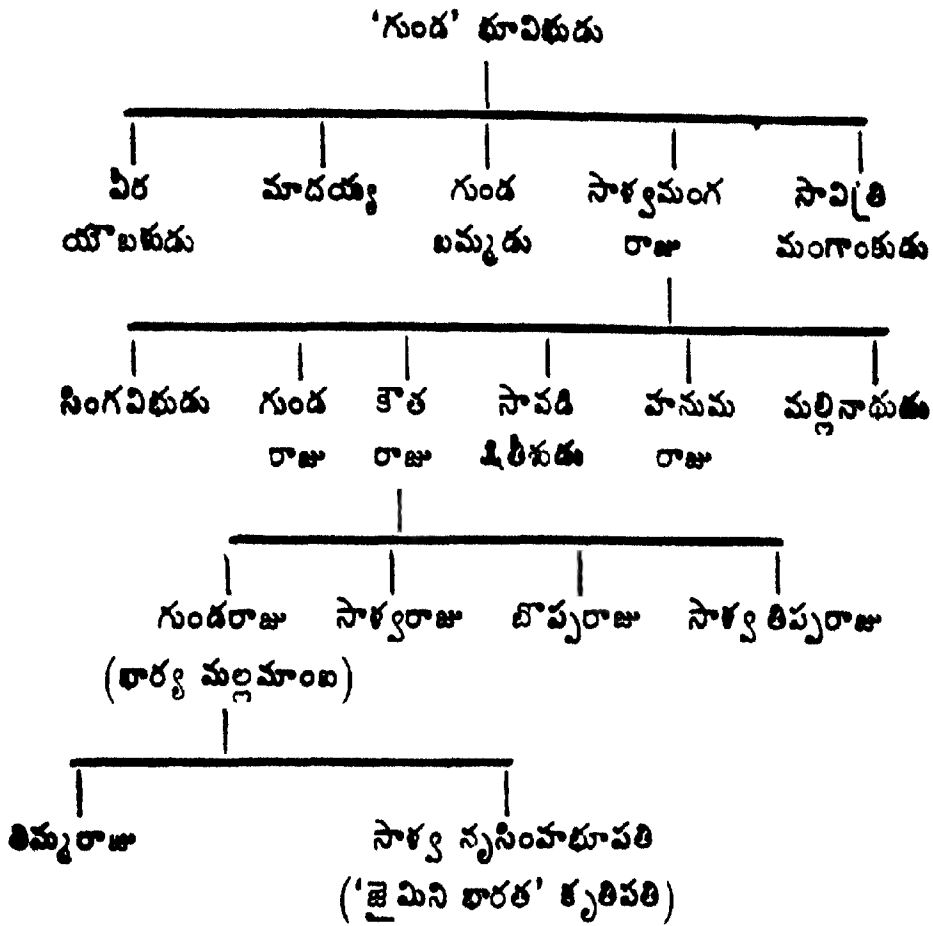 'గుండ' భూవిభుడు
వీర మాదయ్య గుండ సాళ్వమంగ సావిత్రి
యౌబళుడు బమ్మడు రాజు మంగాంకుడు
సింగవిభుడు గుండ కౌత సావడి హనుమ మల్లినాథుడు
రాజు రాజు క్షితీశుడు రాజు
గుండరాజు సాళ్వరాజు బొప్పరాజు సాళ్వ తిప్పరాజు
(భార్య మల్లమాంబ)
తిమ్మరాజు సాళ్వ నృసింహభూపతి
('జైమిని భారత' కృతిపతి)